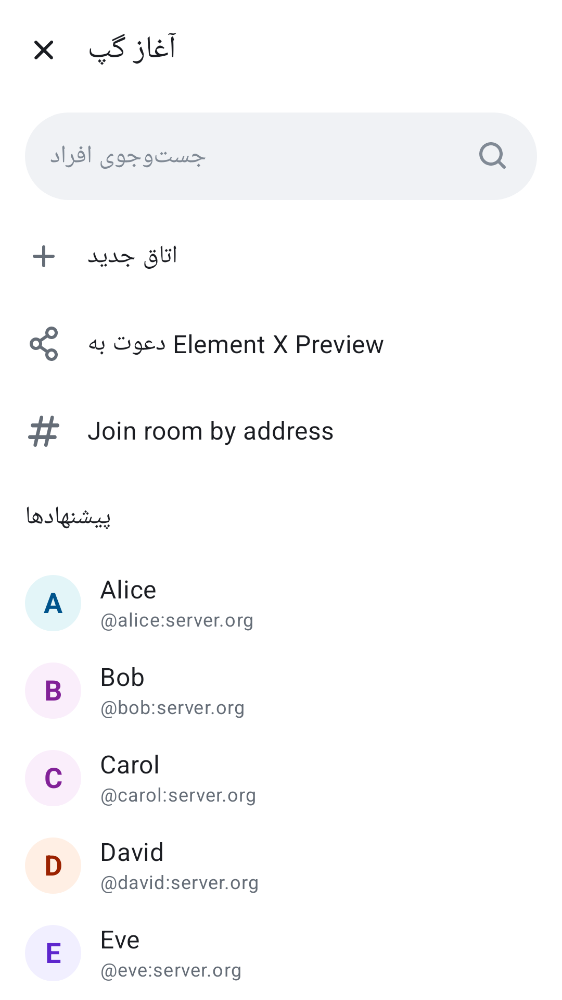 آغاز گپ
جست‌وجوی افراد
اتاق جدید
دعوت به Element X Preview
Join room by address
پیشنهادها
A
Alice
@alice:server.org
B
Bob
@bob:server.org
C
Carol
@carol:server.org
D
David
@david:server.org
E
Eve
@eve:server.org